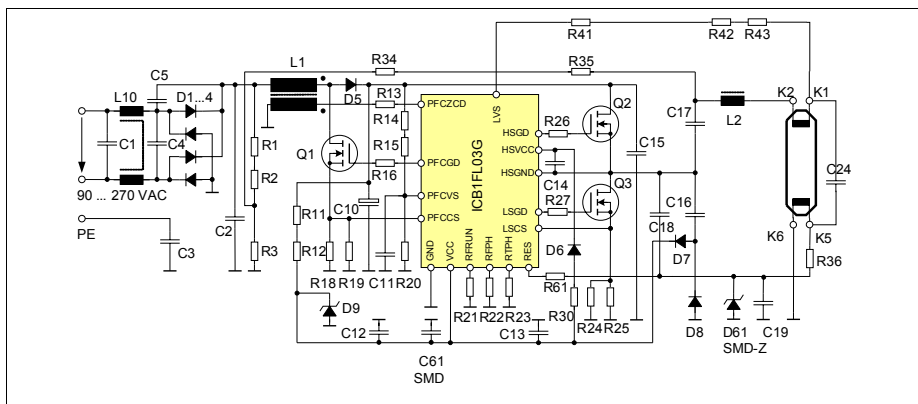 R41
R42
R43
L1
R34
R35
C5
L10
D1...4
D5
R13
PFCZCD
LVS
Q2
C17
K2
K1
L2
R14
HSGD
R26
C15
C1
C4
R1
R15
HSVCC
Q1
C24
R2
R16
PFCGD
ICB1FL03G
HSGND
C14
Q3
90 ... 270 VAC
PFCVS
LSGD
R27
C16
R11
C10
PFCCS
LSCS
C18
PE
C2
K6
K5
R12
D6
D7
C3
R3
GND
VCC
RFRUN
RFPH
RTPH
RES
R36
R18
R19
C11
R20
R61
D9
R21
R22
R23
R30
R24
R25
D8
D61
C19
C12
C13
SMD-Z
C61
SMD